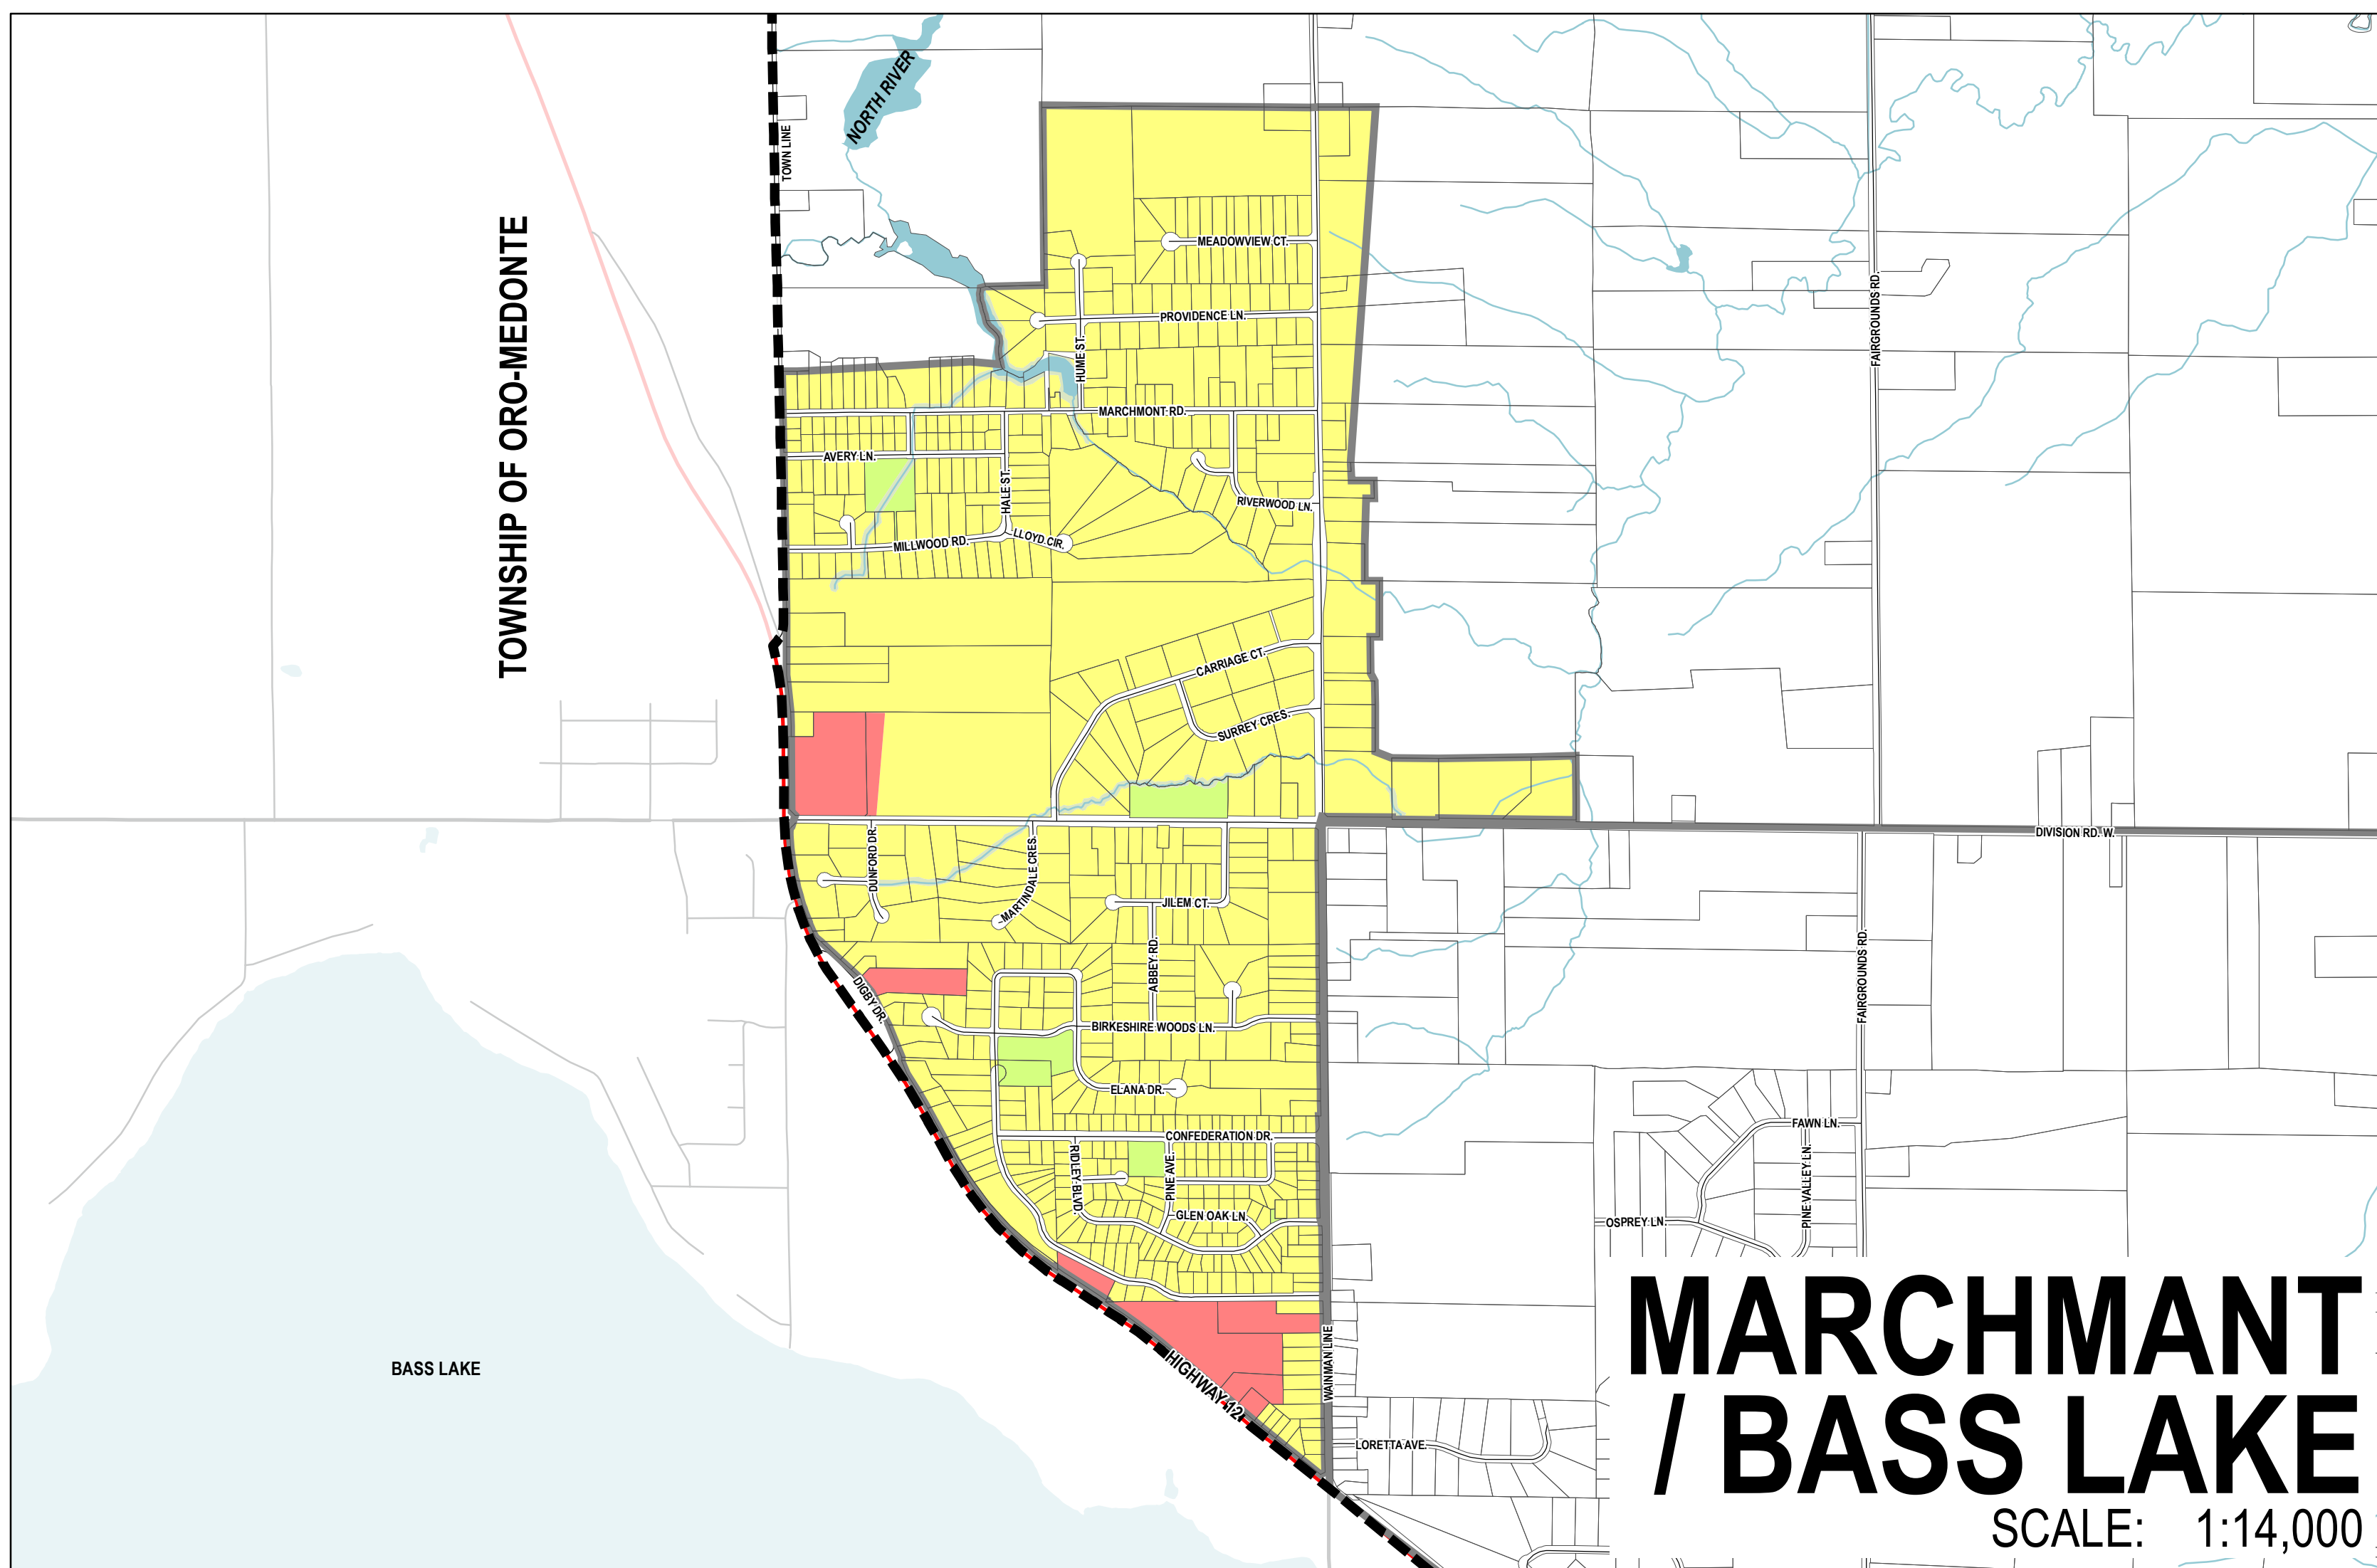 NORTH RIVER
TOWN LINE
TOWNSHIP OF ORO-MEDONTE
MEADOWVIEW CT.
PROVIDENCE LN.
HUME ST.
FAIRGROUNDS RD.
MARCHMONT RD.
AVERY LN.
HALE ST.
RIVERWOOD LN.
MILLWOOD RD.
LLOYD CIR.
CARRIAGE CT.
SURREY CRES.
DIVISION RD. W.
DUNFORD DR.
MARTINDALE CRES.
JILEM CT.
ABBEY RD.
FAIRGROUNDS RD.
DIGBY DR.
BIRKESHIRE WOODS LN.
ELANA DR.
CONFEDERATION DR.
FAWN LN.
RIDLEY BLVD.
PINE AVE.
PINE VALLEY LN.
GLEN OAK LN.
OSPREY LN.
BASS LAKE
HIGHWAY 12
WAINMAN LINE
LORETTA AVE.
MARCHMANT
/ BASS LAKE
SCALE: 1:14,000